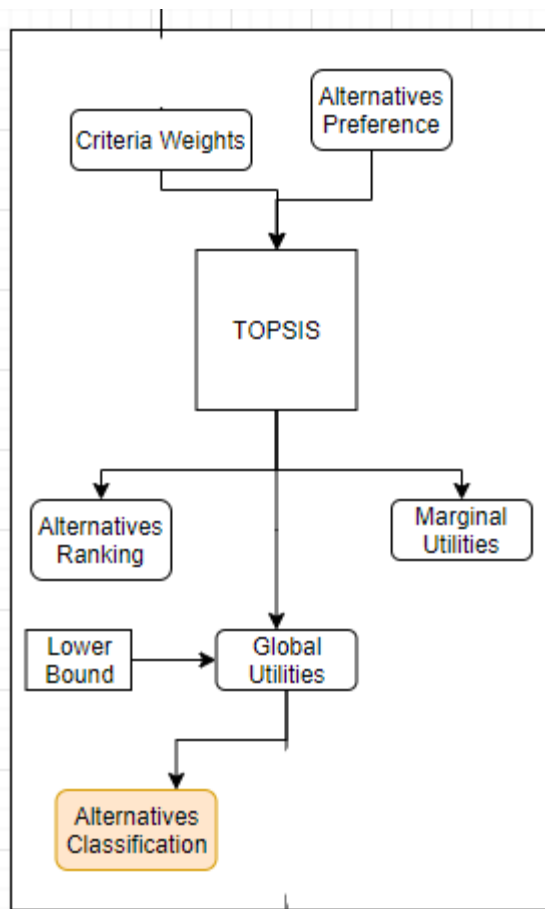 Alternatives
Preference
Criteria Weights
TOPSIS
Alternatives
Ranking
Marginal
Utilities
Lower
Bound
Global
Utilities
Alternatives
Classification